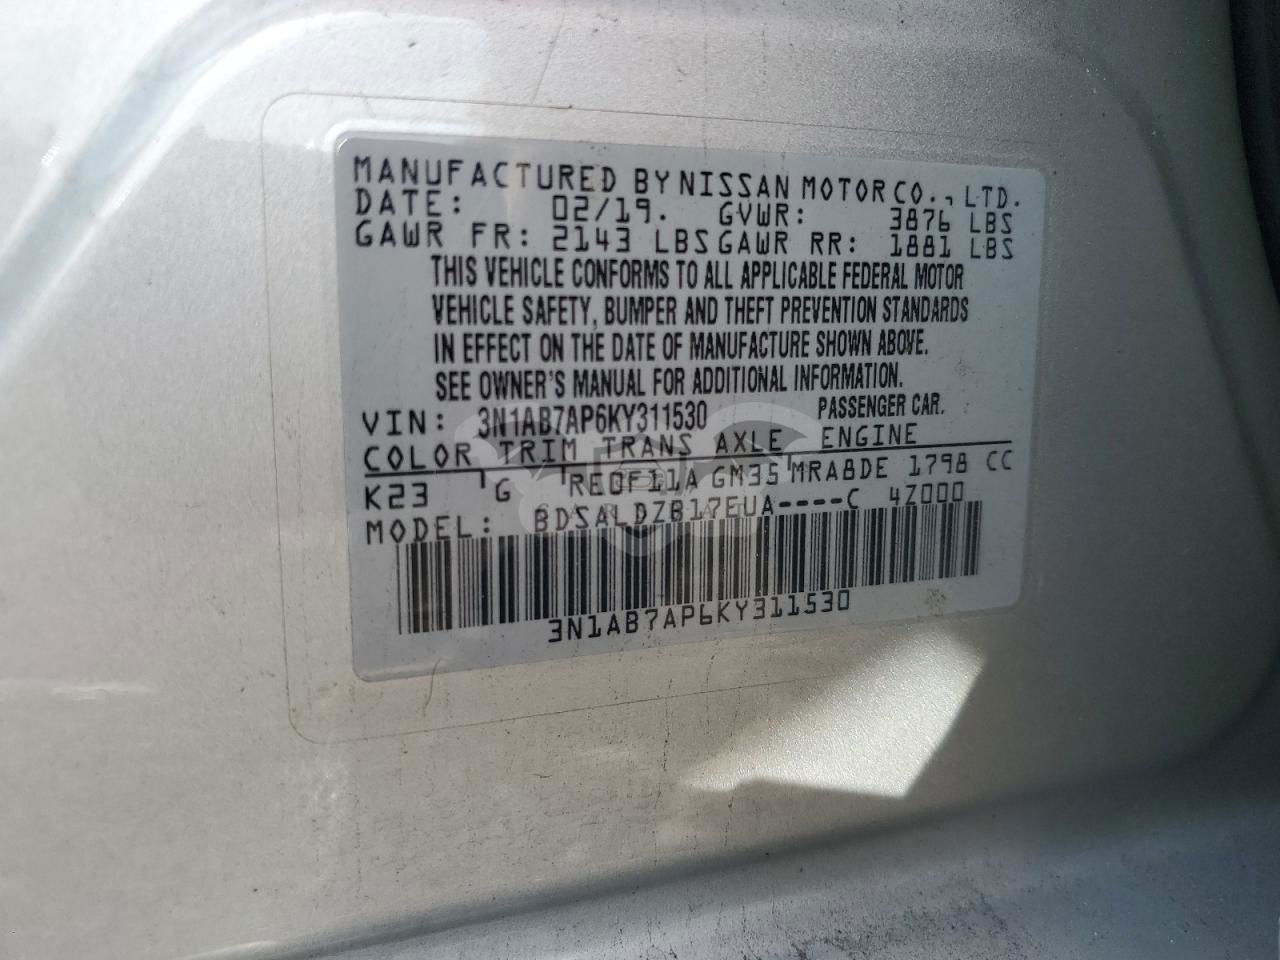 MANUFACTURED BY NISSAN MOTOR CO., LTD.
DATE: 02/19. GVWR: 3876 LBS
GAWR FR: 2143 LBS GAWR RR: 1881 LBS
THIS VEHICLE CONFORMS TO ALL APPLICABLE FEDERAL MOTOR
VEHICLE SAFETY, BUMPER AND THEFT PREVENTION STANDARDS
IN EFFECT ON THE DATE OF MANUFACTURE SHOWN ABOVE.
SEE OWNER'S MANUAL FOR ADDITIONAL INFORMATION.
VIN: 3N1AB7AP6KY311530 PASSENGER CAR.
COLOR TRIM TRANS AXLE ENGINE
K23 G RE0F11A GM35 MRA8DE 1798 CC
MODEL: BDSALDZB17EUA----C 4Z000
3N1AB7AP6KY311530